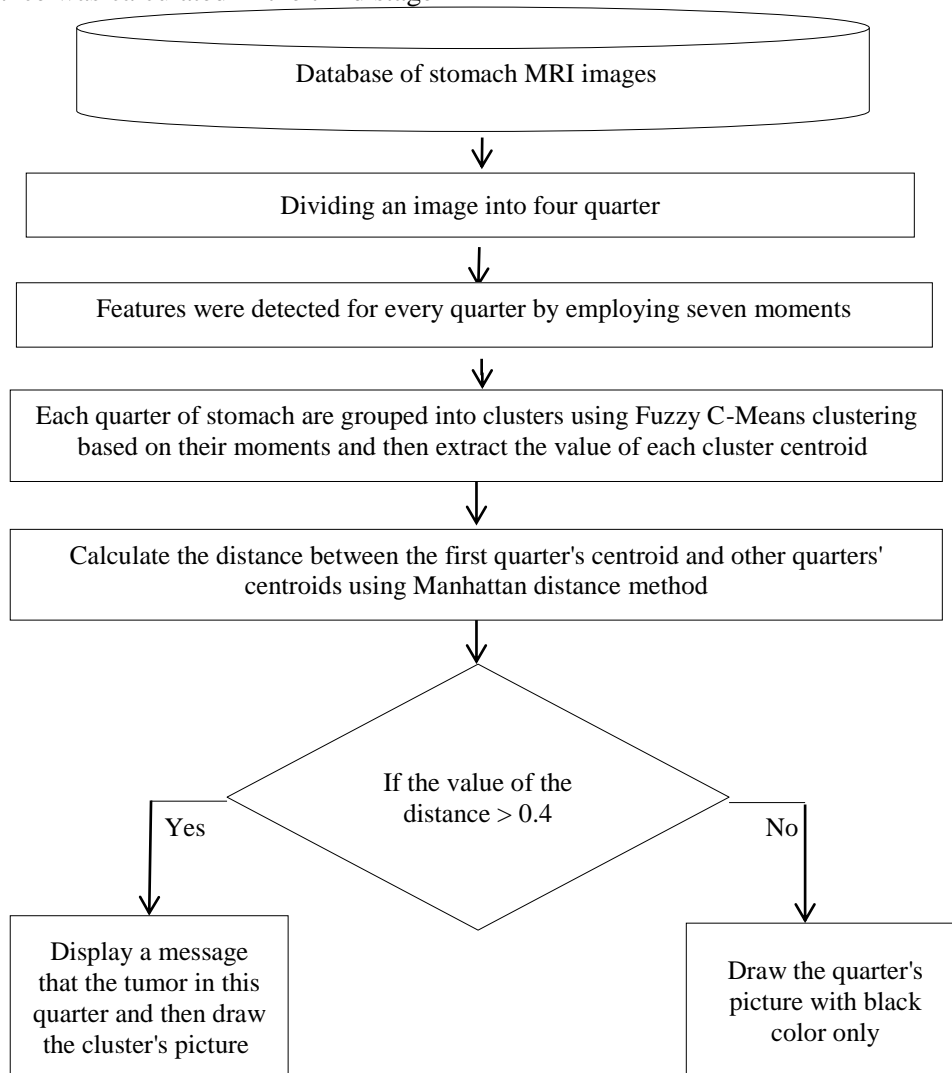 was calculated
Database of stomach MRI images
Dividing an image into four quarter
Features were detected for every quarter by employing seven moments
Each quarter of stomach are grouped into clusters using Fuzzy C-Means clustering
based on their moments and then extract the value of each cluster centroid
Calculate the distance between the first quarter's centroid and other quarters'
centroids using Manhattan distance method
If the value of the
distance > 0.4
Yes
No
Display a message
that the tumor in this
quarter and then draw
the cluster's picture
Draw the quarter's
picture with black
color only